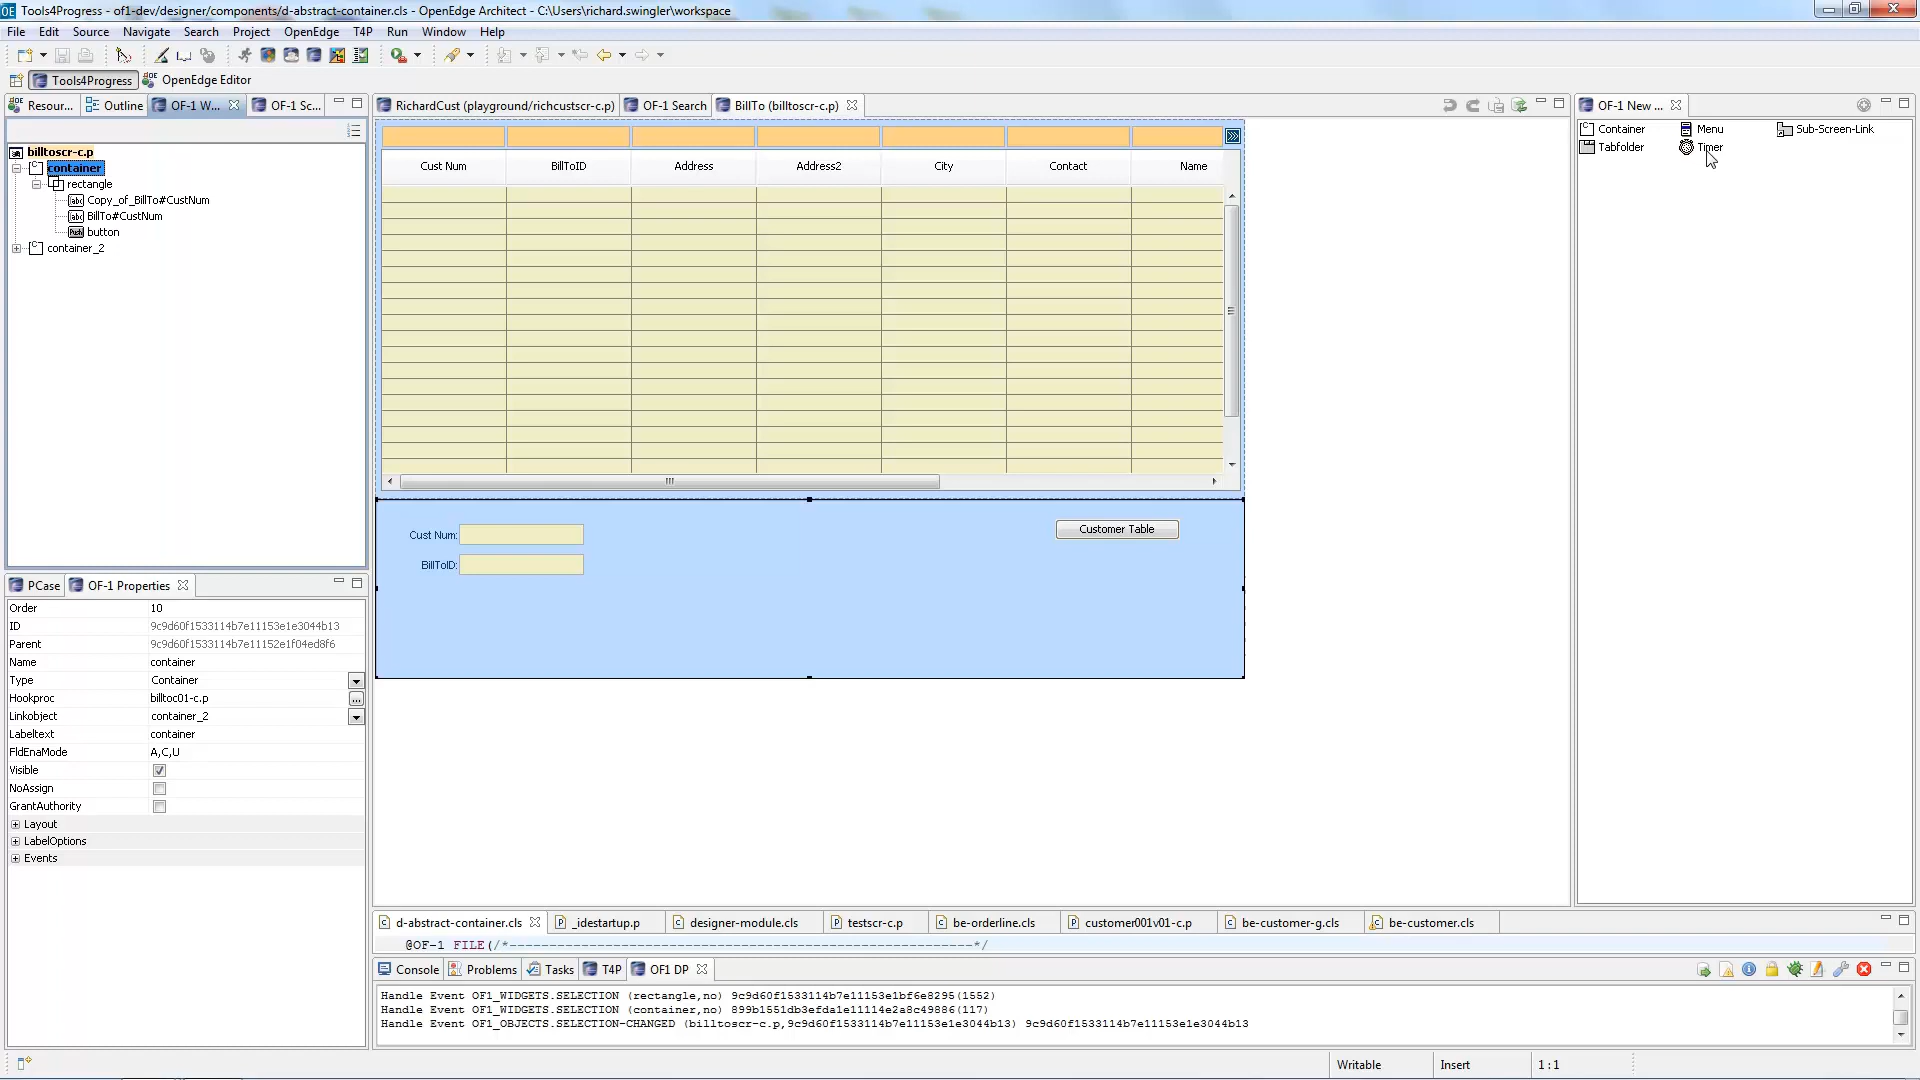 Tools4Progress - of1-dev/designer/components/d-abstract-container.cls - OpenEdge Architect - C:\Users\richard.swingler\workspace
File Edit Source Navigate Search Project OpenEdge T4P Run Window Help
Tools4Progress OpenEdge Editor
Resour... Outline OF-1 W... OF-1 Sc...
billtoscr-c.p
container
rectangle
Copy_of_BillTo#CustNum
BillTo#CustNum
button
container_2
PCase OF-1 Properties
Order 10
ID 9c9d60f1533114b7e11153e1e3044b13
Parent 9c9d60f1533114b7e11152e1f04ed8f6
Name container
Type Container
Hookproc billtoc01-c.p
Linkobject container_2
Labeltext container
FldEnaMode A,C,U
Visible
NoAssign
GrantAuthority
Layout
LabelOptions
Events
RichardCust (playground/richcustscr-c.p) OF-1 Search BillTo (billtoscr-c.p)
Cust Num BillToID Address Address2 City Contact Name
Cust Num:
Customer Table
BillToID:
OF-1 New ...
Container Menu Sub-Screen-Link
Tabfolder Timer
d-abstract-container.cls _idestartup.p designer-module.cls testscr-c.p be-orderline.cls customer001v01-c.p be-customer-g.cls be-customer.cls
@OF-1 FILE(/*---------------------------------------------------------*/
Console Problems Tasks T4P OF1 DP
Handle Event OF1_WIDGETS.SELECTION (rectangle,no) 9c9d60f1533114b7e11153e1bf6e8295(1552)
Handle Event OF1_WIDGETS.SELECTION (container,no) 899b1551db3efda1e11114e2a8c49886(117)
Handle Event OF1_OBJECTS.SELECTION-CHANGED (billtoscr-c.p,9c9d60f1533114b7e11153e1e3044b13) 9c9d60f1533114b7e11153e1e3044b13
Writable Insert 1 : 1